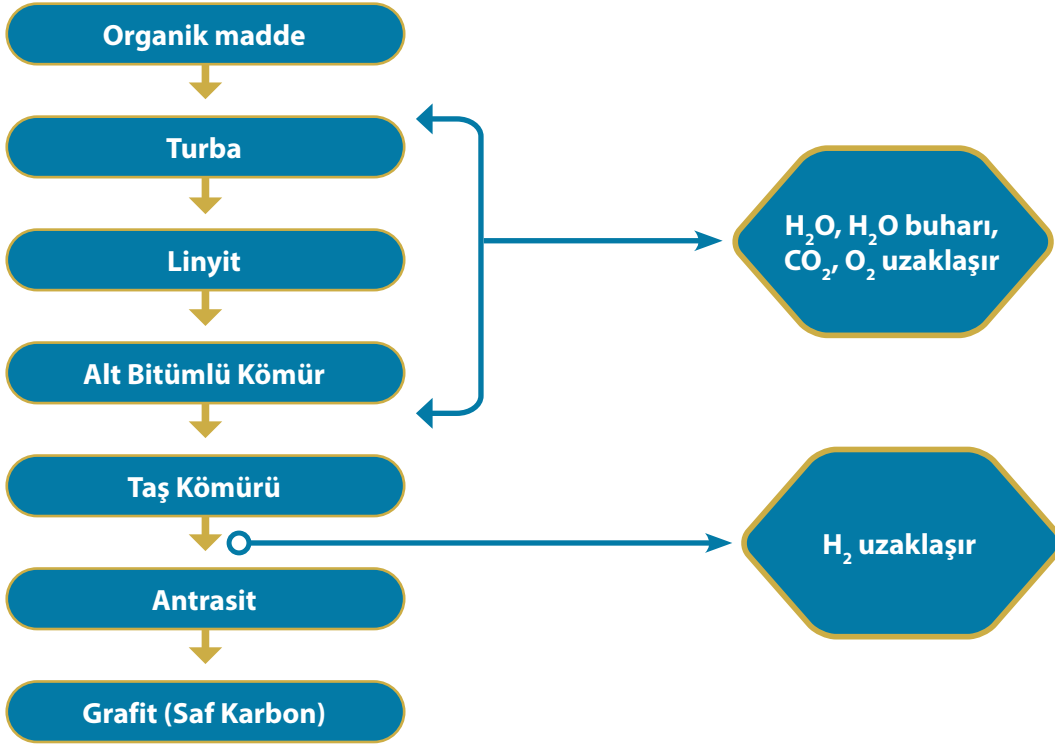 Organik madde
Turba
Linyit
Alt Bitümlü Kömür
Taş Kömürü
Antrasit
Grafit (Saf Karbon)
H₂O, H₂O buharı,
CO₂, O₂ uzaklaşır
H₂ uzaklaşır